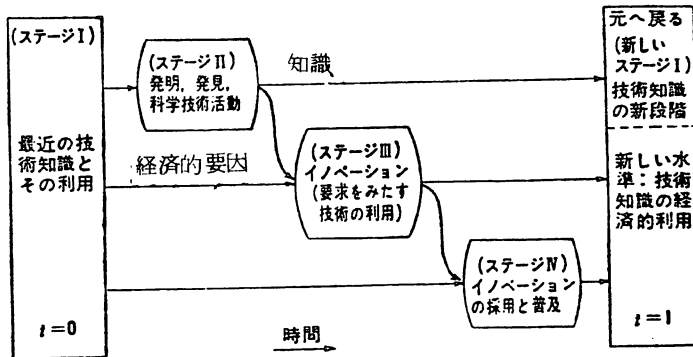 (ステージI)
最近の技
術知識と
その利用
t=0
(ステージII)
発明，発見，
科学技術活動
知識
経済的要因
(ステージIII)
イノベーション
(要求をみたす
技術の利用)
(ステージIV)
イノベーション
の採用と普及
時間
元へ戻る
(新しい
ステージI)
技術知識
の新段階
新しい水
準：技術
知識の経
済的利用
t=1